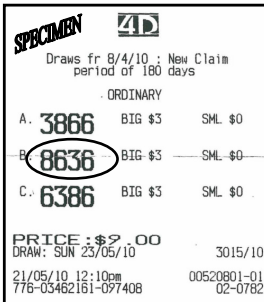 SPECIMEN
4D
Draws fr 8/4/10 : New Claim
period of 180 days
ORDINARY
A. 3866 BIG $3 SML $0
B. 8636 BIG $3 SML $0
C. 6386 BIG $3 SML $0
PRICE:$9.00
DRAW: SUN 23/05/10 3015/10
21/05/10 12:10pm 00520801-01
776-03462161-097408 02-0782